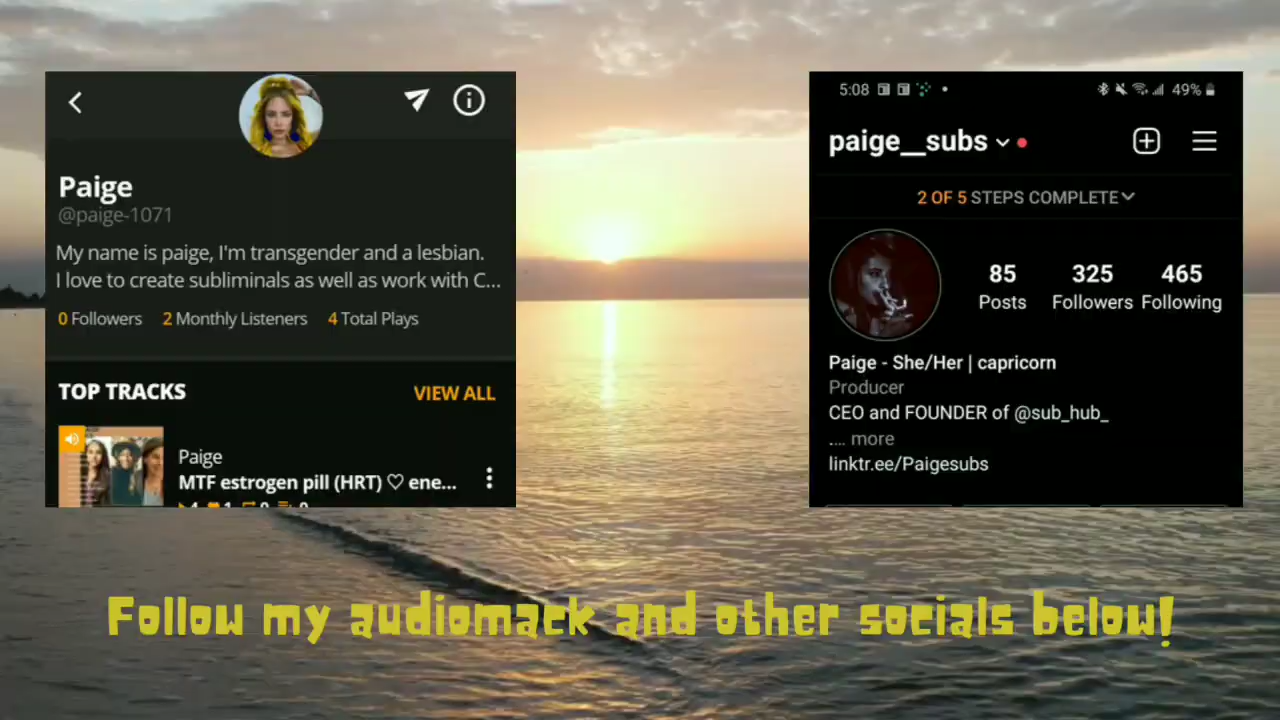 Paige
@paige-1071
My name is paige, I'm transgender and a lesbian.
I love to create subliminals as well as work with C...
0 Followers 2 Monthly Listeners 4 Total Plays
TOP TRACKS VIEW ALL
Paige
MTF estrogen pill (HRT) ♡ ene...
5:08 49%
paige__subs
2 OF 5 STEPS COMPLETE
85 325 465
Posts Followers Following
Paige - She/Her | capricorn
Producer
CEO and FOUNDER of @sub_hub_
.... more
linktr.ee/Paigesubs
Follow my audiomack and other socials below!